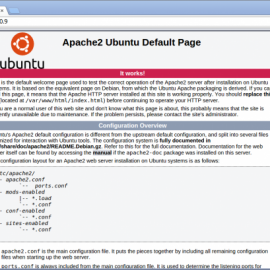 0.9
Apache2 Ubuntu Default Page
ubuntu
It works!
is the default welcome page used to test the correct operation of the Apache2 server after installation on Ubuntu
ems. It is based on the equivalent page on Debian, from which the Ubuntu Apache packaging is derived. If you ca
this page, it means that the Apache HTTP server installed at this site is working properly. You should replace th
(located at /var/www/html/index.html) before continuing to operate your HTTP server.
u are a normal user of this web site and don't know what this page is about, this probably means that the site is
ently unavailable due to maintenance. If the problem persists, please contact the site's administrator.
Configuration Overview
ntu's Apache2 default configuration is different from the upstream default configuration, and split into several files
mized for interaction with Ubuntu tools. The configuration system is fully documented in
/share/doc/apache2/README.Debian.gz. Refer to this for the full documentation. Documentation for the web
er itself can be found by accessing the manual if the apache2-doc package was installed on this server.
configuration layout for an Apache2 web server installation on Ubuntu systems is as follows:
tc/apache2/
- apache2.conf
`-- ports.conf
- mods-enabled
|-- *.load
`-- *.conf
- conf-enabled
`-- *.conf
- sites-enabled
`-- *.conf
apache2.conf is the main configuration file. It puts the pieces together by including all remaining configuration
files when starting up the web server.
ports.conf is always included from the main configuration file. It is used to determine the listening ports for